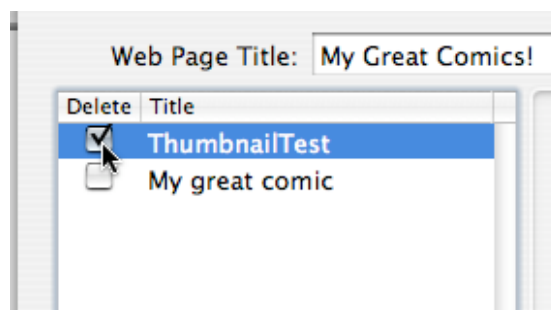 Web Page Title: My Great Comics!
Delete Title
ThumbnailTest
My great comic